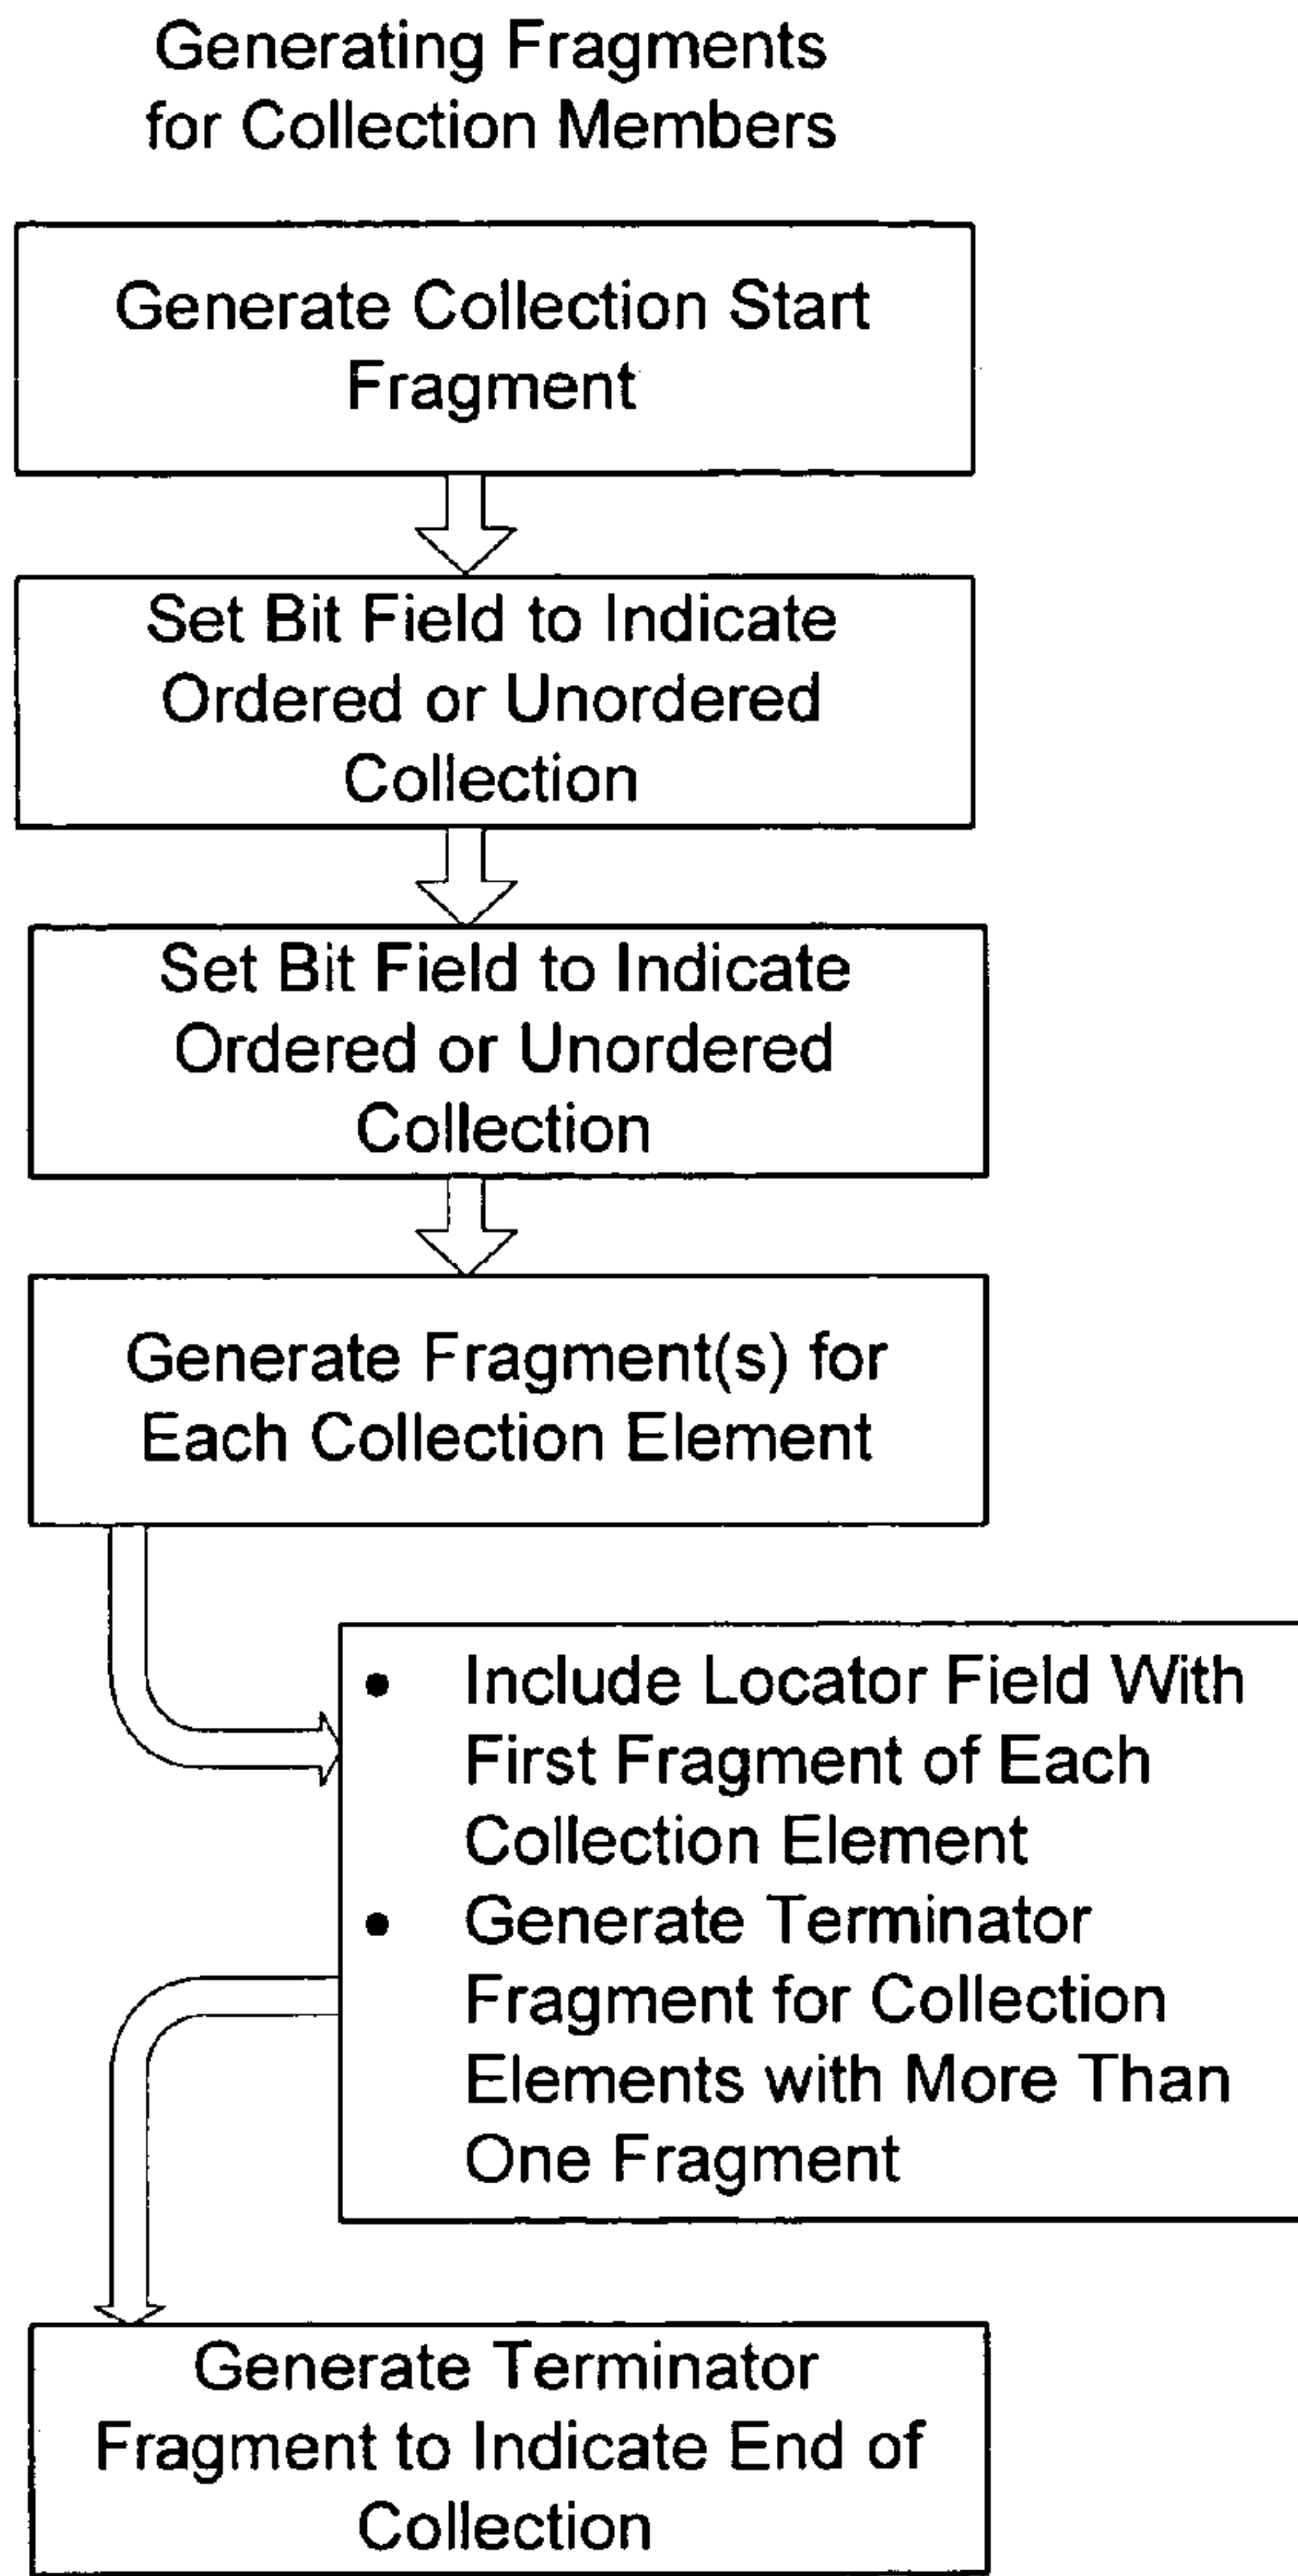 Generating Fragments
for Collection Members
Generate Collection Start
Fragment
Set Bit Field to Indicate
Ordered or Unordered
Collection
Set Bit Field to Indicate
Ordered or Unordered
Collection
Generate Fragment(s) for
Each Collection Element
• Include Locator Field With
First Fragment of Each
Collection Element
• Generate Terminator
Fragment for Collection
Elements with More Than
One Fragment
Generate Terminator
Fragment to Indicate End of
Collection